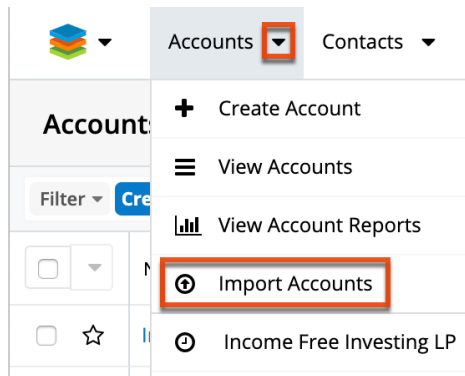 Accounts Contacts
Create Account
Accounts
View Accounts
Filter
View Account Reports
Import Accounts
Income Free Investing LP